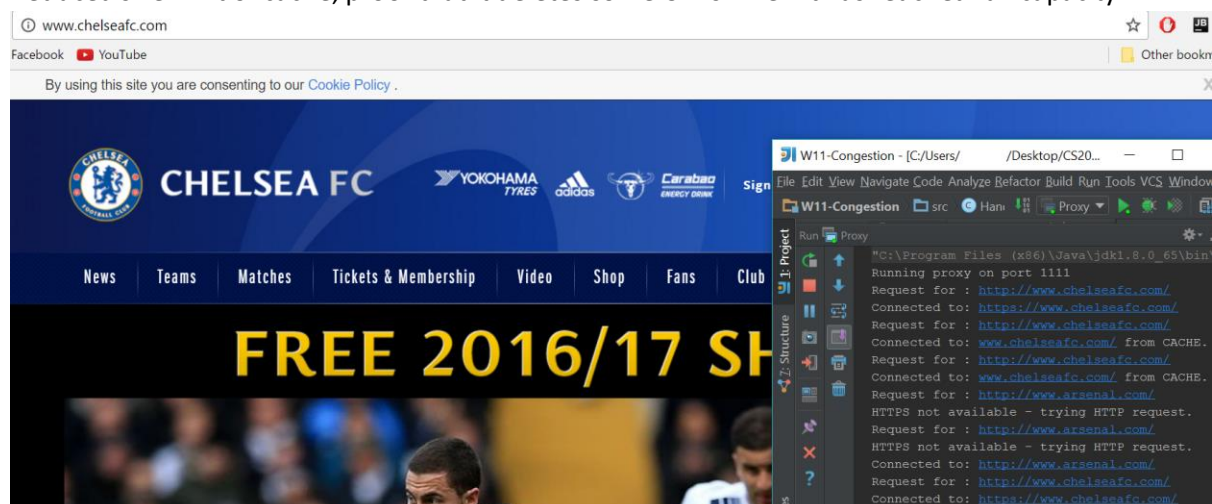 www.chelseafc.com
Facebook YouTube Other bookm
By using this site you are consenting to our Cookie Policy . X
CHELSEA
FOOTBALL CLUB
CHELSEA FC YOKOHAMA TYRES adidas Carabao ENERGY DRINK Sign
News Teams Matches Tickets & Membership Video Shop Fans Club
FREE 2016/17 SH
W11-Congestion - [C:/Users/ /Desktop/CS20...
File Edit View Navigate Code Analyze Refactor Build Run Tools VCS Window
W11-Congestion src Han Proxy
Run Proxy
1: Project
7: Structure
"C:\Program Files (x86)\Java\jdk1.8.0_65\bin\
Running proxy on port 1111
Request for : http://www.chelseafc.com/
Connected to: https://www.chelseafc.com/
Request for : http://www.chelseafc.com/
Connected to: www.chelseafc.com/ from CACHE.
Request for : http://www.chelseafc.com/
Connected to: www.chelseafc.com/ from CACHE.
Request for : http://www.arsenal.com/
HTTPS not available - trying HTTP request.
Request for : http://www.arsenal.com/
HTTPS not available - trying HTTP request.
Connected to: http://www.arsenal.com/
Request for : http://www.chelseafc.com/
Connected to: https://www.chelseafc.com/